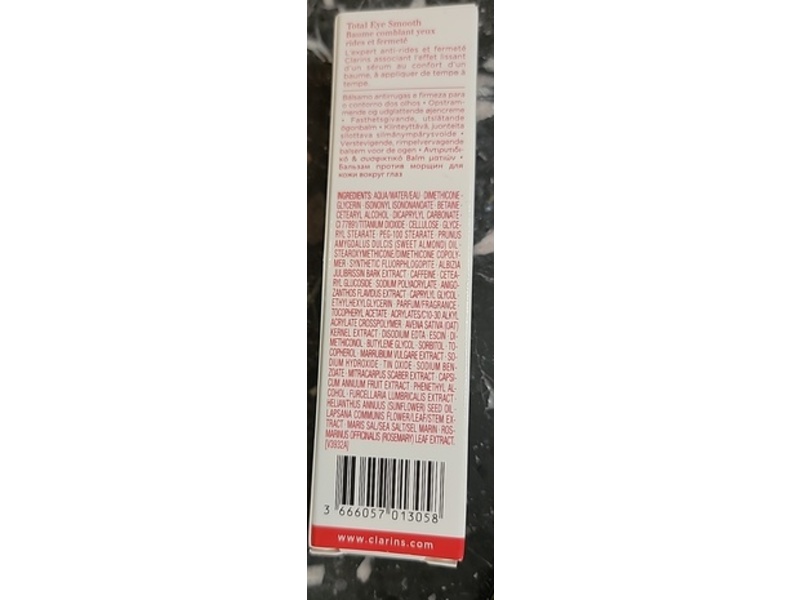 Total Eye Smooth
Baume comblant yeux
rides et fermeté
L'expert anti-rides et fermeté
Clarins associant l'effet lissant
d'un sérum au confort d'un
baume, à appliquer de tempe à
tempe.
Bálsamo antirrugas e firmeza para
o contorno dos olhos • Opstram-
mende og udglattende øjencreme
• Fasthetsgivande, utslätande
ögonbalm • Kiinteyttävä, juonteita
silottava silmänympärysvoide •
Verstevigende, rimpelvervagende
balsem voor de ogen • Αντιρυτιδι-
κό & συσφικτικό Balm ματιών •
Бальзам против морщин для
кожи вокруг глаз
INGREDIENTS: AQUA/WATER/EAU · DIMETHICONE ·
GLYCERIN · ISONONYL ISONONANOATE · BETAINE ·
CETEARYL ALCOHOL · DICAPRYLYL CARBONATE ·
CI 77891/TITANIUM DIOXIDE · CELLULOSE · GLYCE-
RYL STEARATE · PEG-100 STEARATE · PRUNUS
AMYGDALUS DULCIS (SWEET ALMOND) OIL ·
STEAROXYMETHICONE/DIMETHICONE COPOLY-
MER · SYNTHETIC FLUORPHLOGOPITE · ALBIZIA
JULIBRISSIN BARK EXTRACT · CAFFEINE · CETEA-
RYL GLUCOSIDE · SODIUM POLYACRYLATE · ANIGO-
ZANTHOS FLAVIDUS EXTRACT · CAPRYLYL GLYCOL ·
ETHYLHEXYLGLYCERIN · PARFUM/FRAGRANCE ·
TOCOPHERYL ACETATE · ACRYLATES/C10-30 ALKYL
ACRYLATE CROSSPOLYMER · AVENA SATIVA (OAT)
KERNEL EXTRACT · DISODIUM EDTA · ESCIN · DI-
METHICONOL · BUTYLENE GLYCOL · SORBITOL · TO-
COPHEROL · MARRUBIUM VULGARE EXTRACT · SO-
DIUM HYDROXIDE · TIN OXIDE · SODIUM BEN-
ZOATE · MITRACARPUS SCABER EXTRACT · CAPSI-
CUM ANNUUM FRUIT EXTRACT · PHENETHYL AL-
COHOL · FURCELLARIA LUMBRICALIS EXTRACT ·
HELIANTHUS ANNUUS (SUNFLOWER) SEED OIL ·
LAPSANA COMMUNIS FLOWER/LEAF/STEM EX-
TRACT · MARIS SAL/SEA SALT/SEL MARIN · ROS-
MARINUS OFFICINALIS (ROSEMARY) LEAF EXTRACT.
[V3932A]
3 666057 013058
www.clarins.com